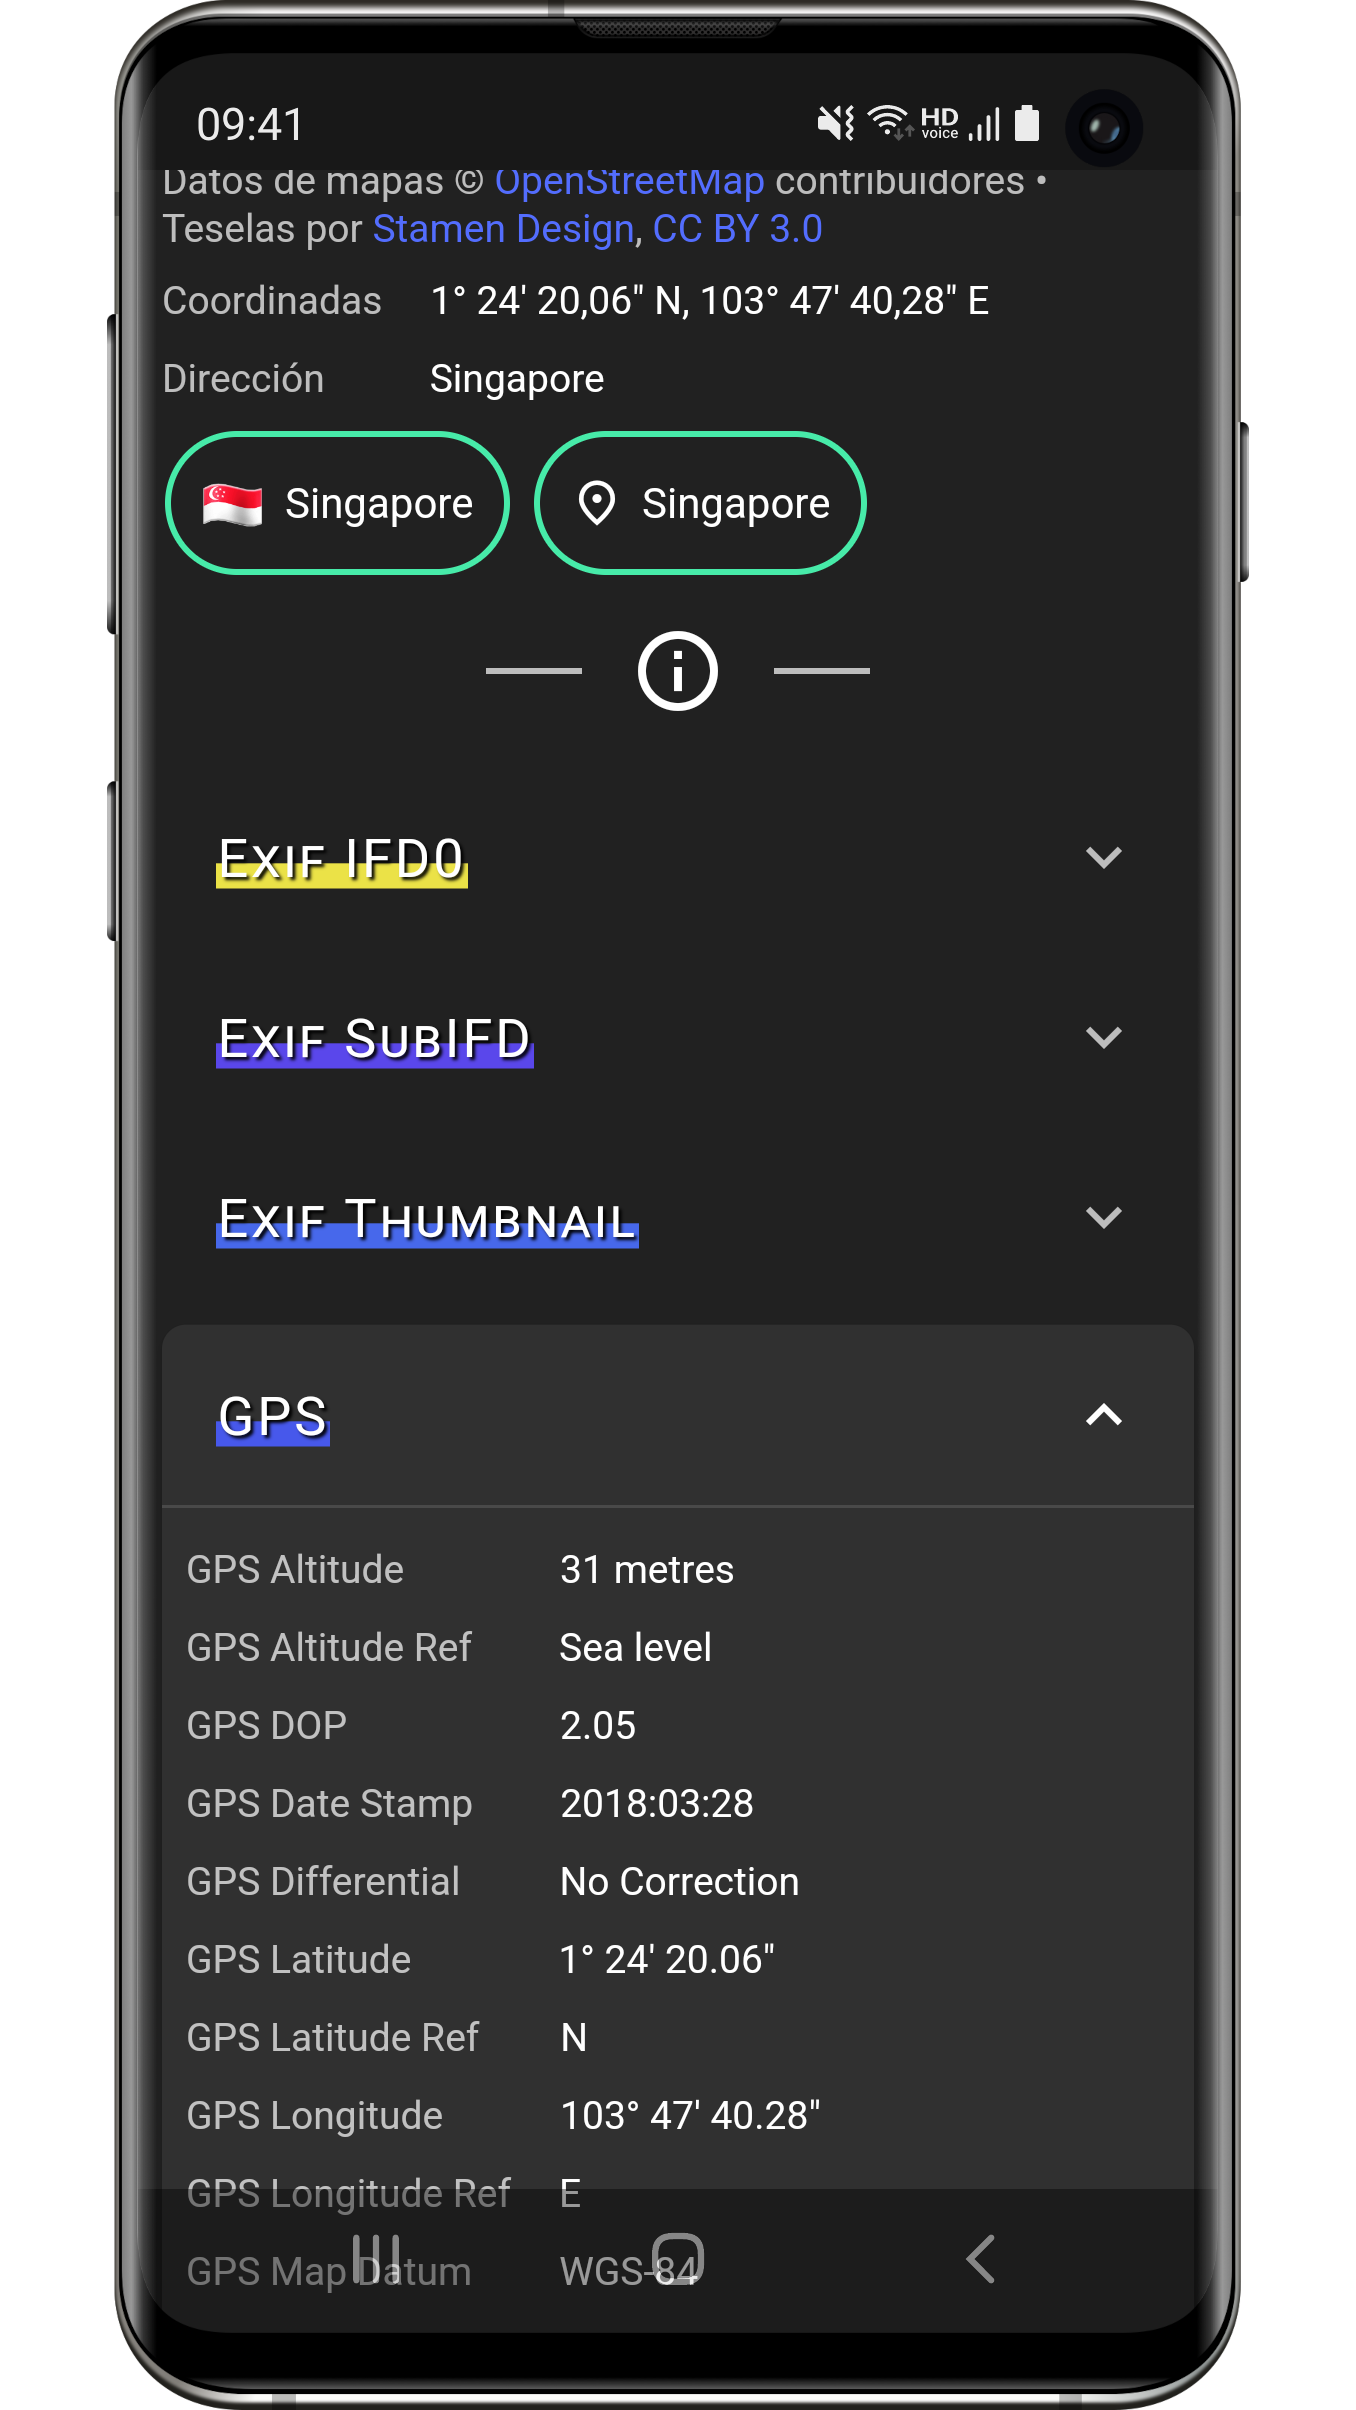 09:41
HD
voice
Datos de mapas © OpenStreetMap contribuidores •
Teselas por Stamen Design, CC BY 3.0
Coordinadas 1° 24' 20,06" N, 103° 47' 40,28" E
Dirección Singapore
Singapore Singapore
Exif IFD0
Exif SubIFD
Exif Thumbnail
GPS
GPS Altitude 31 metres
GPS Altitude Ref Sea level
GPS DOP 2.05
GPS Date Stamp 2018:03:28
GPS Differential No Correction
GPS Latitude 1° 24' 20.06"
GPS Latitude Ref N
GPS Longitude 103° 47' 40.28"
GPS Longitude Ref E
GPS Map Datum WGS-84